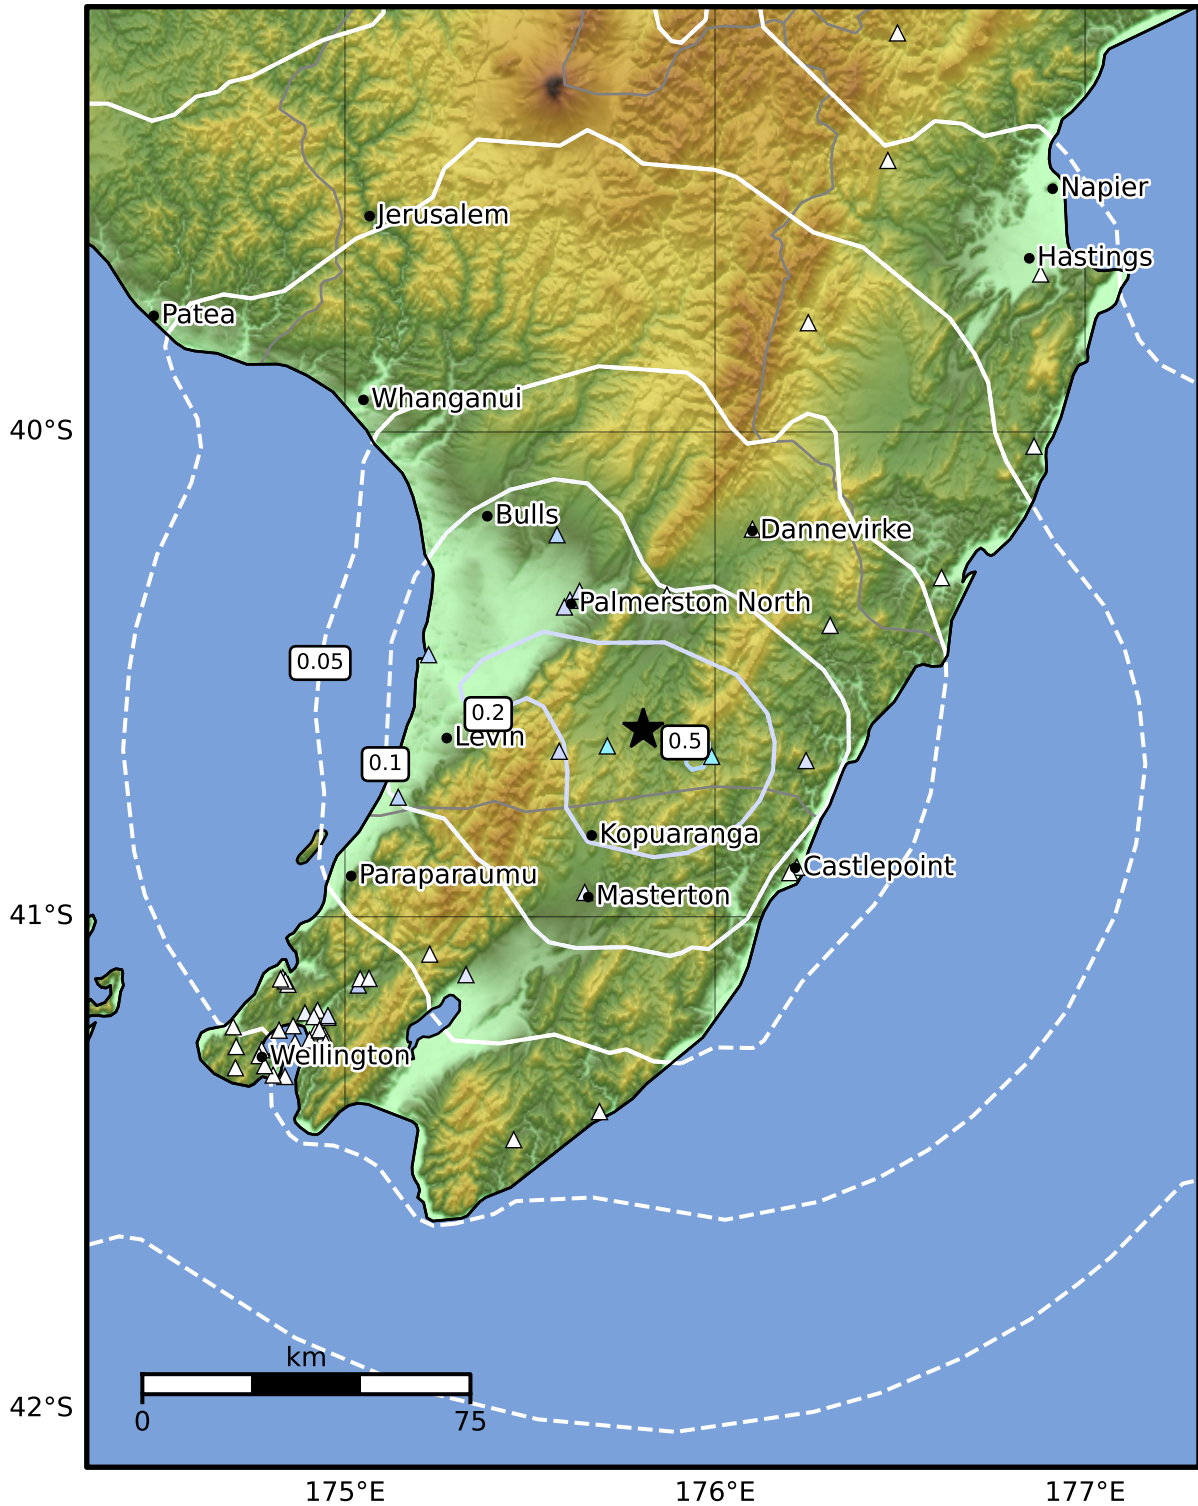 Napier
Jerusalem
Hastings
Patea
Whanganui
40°S
Bulls
Dannevirke
Palmerston North
0.05
0.2
Levin
0.5
0.1
Kopuaranga
Castlepoint
Paraparaumu
Masterton
41°S
Wellington
km
0 75
42°S
175°E 176°E 177°E